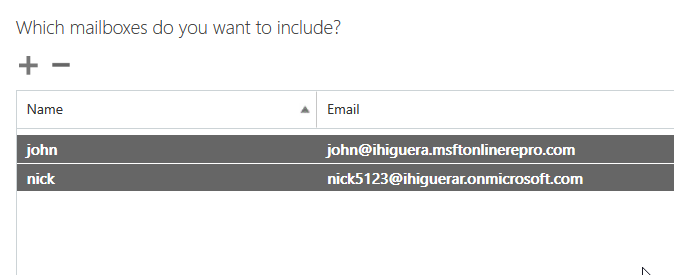 Which mailboxes do you want to include?
Name Email
john john@ihiguera.msftonlinerepro.com
nick nick5123@ihiguerar.onmicrosoft.com